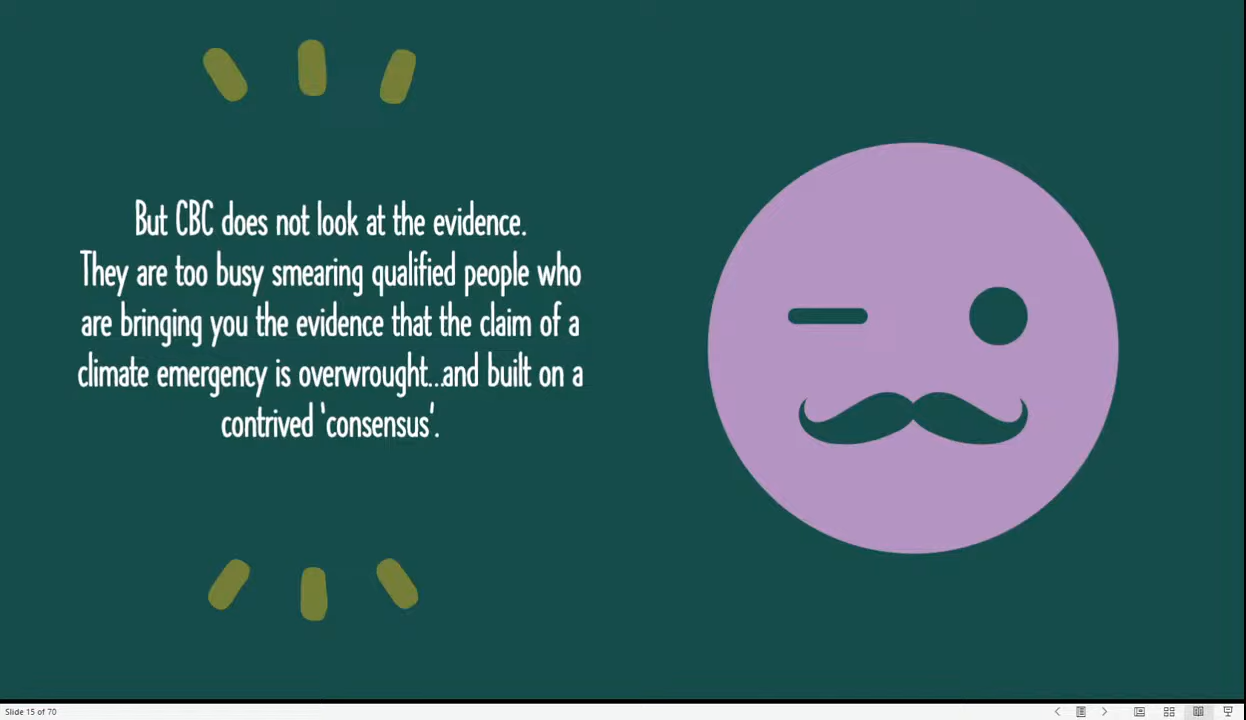 But CBC does not look at the evidence.
They are too busy smearing qualified people who
are bringing you the evidence that the claim of a
climate emergency is overwrought...and built on a
contrived 'consensus'.
Slide 15 of 70